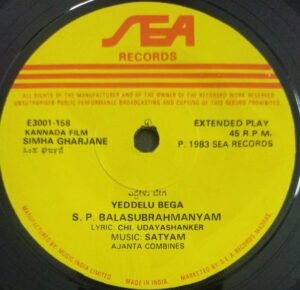 SEA
RECORDS
ALL RIGHTS OF THE MANUFACTURER AND OF THE OWNER OF THE RECORDED WORK RESERVED
UNAUTHORISED PUBLIC PERFORMANCE BROADCASTING AND COPYING OF THIS RECORD PROHIBITED.
E3001-158
EXTENDED PLAY
KANNADA FILM
45 R.P.M.
SIMHA GHARJANE
℗ 1983 SEA RECORDS
YEDDELU BEGA
S. P. BALASUBRAHMANYAM
LYRIC: CHI. UDAYASHANKER
MUSIC: SATYAM
AJANTA COMBINES
MANUFACTURED BY: MUSIC INDIA LIMITED
MADE IN INDIA.
MARKETED BY: SEA RECORDS